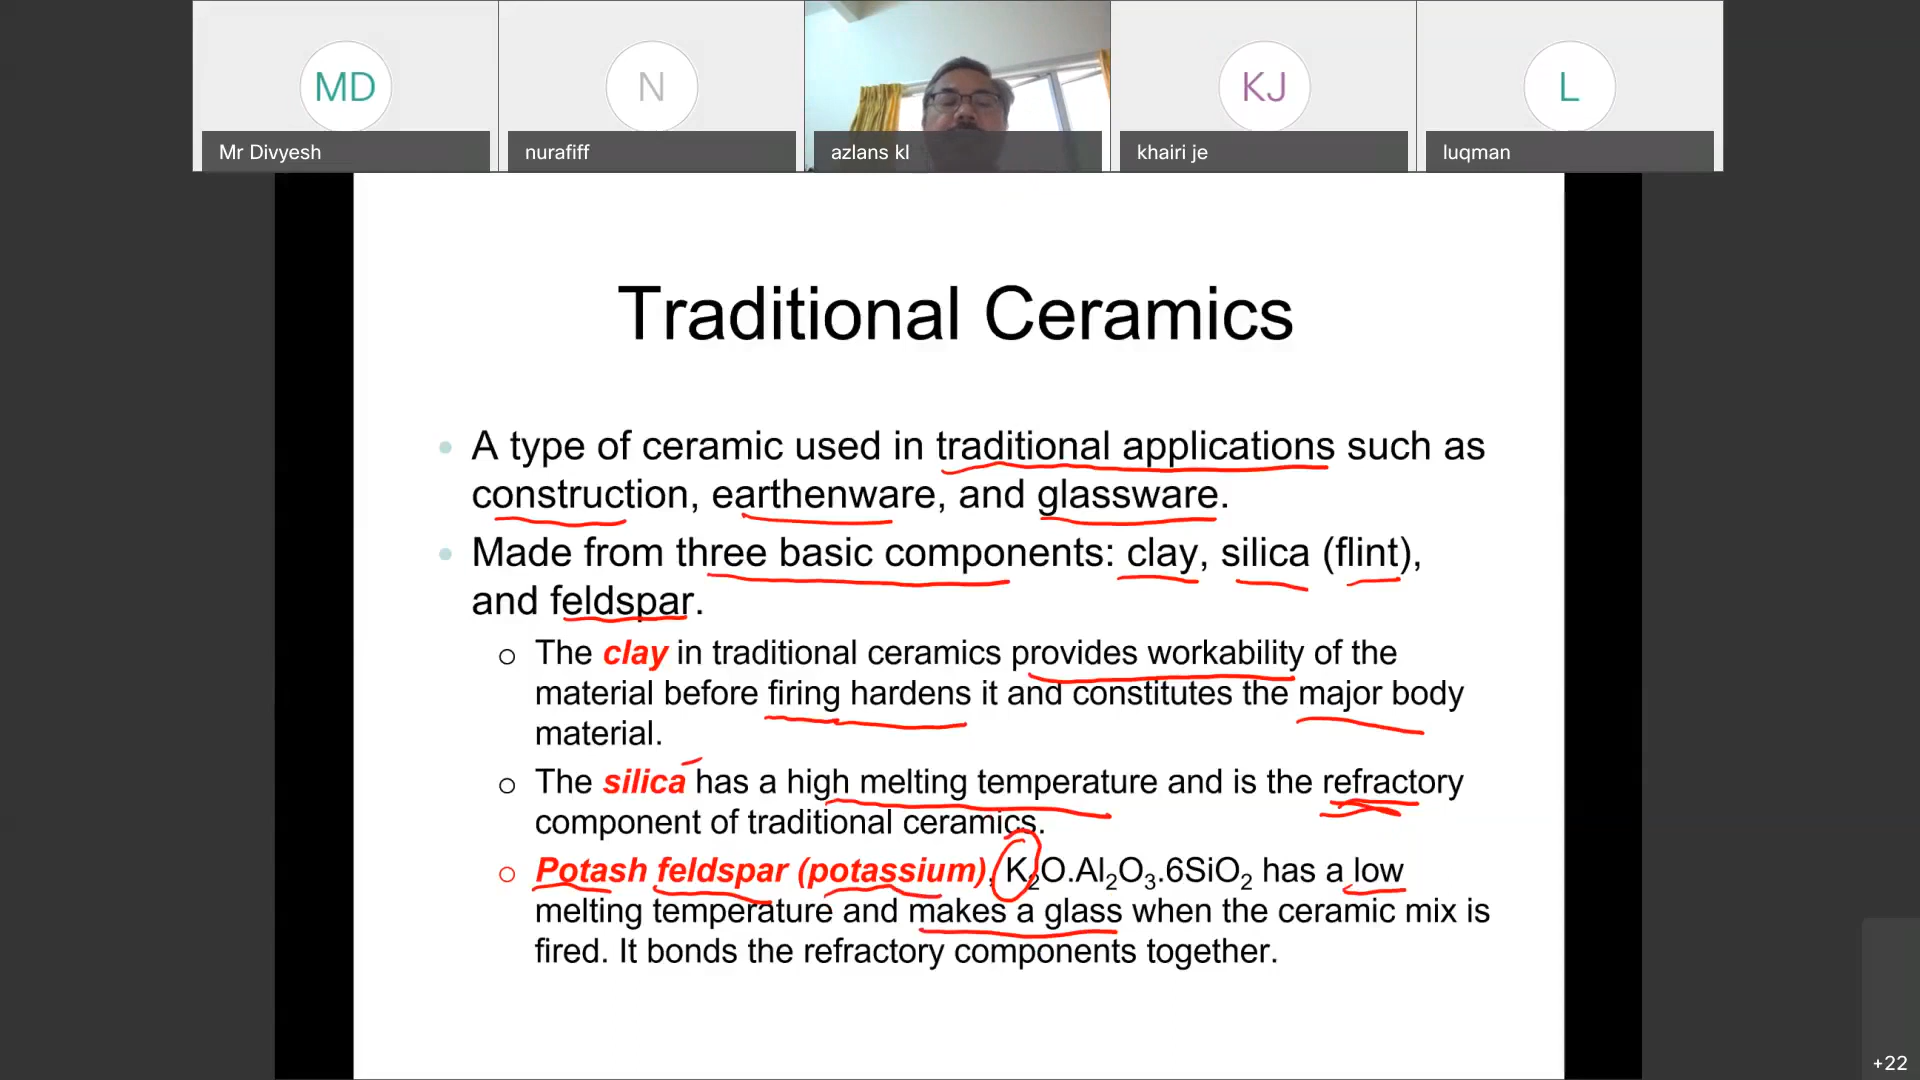 MD
N
KJ
L
Mr Divyesh
nurafiff
azlans kl
khairi je
luqman
Traditional Ceramics
• A type of ceramic used in traditional applications such as
construction, earthenware, and glassware.
• Made from three basic components: clay, silica (flint),
and feldspar.
o The clay in traditional ceramics provides workability of the
material before firing hardens it and constitutes the major body
material.
o The silica has a high melting temperature and is the refractory
component of traditional ceramics.
o Potash feldspar (potassium), K₂O.Al₂O₃.6SiO₂ has a low
melting temperature and makes a glass when the ceramic mix is
fired. It bonds the refractory components together.
+22